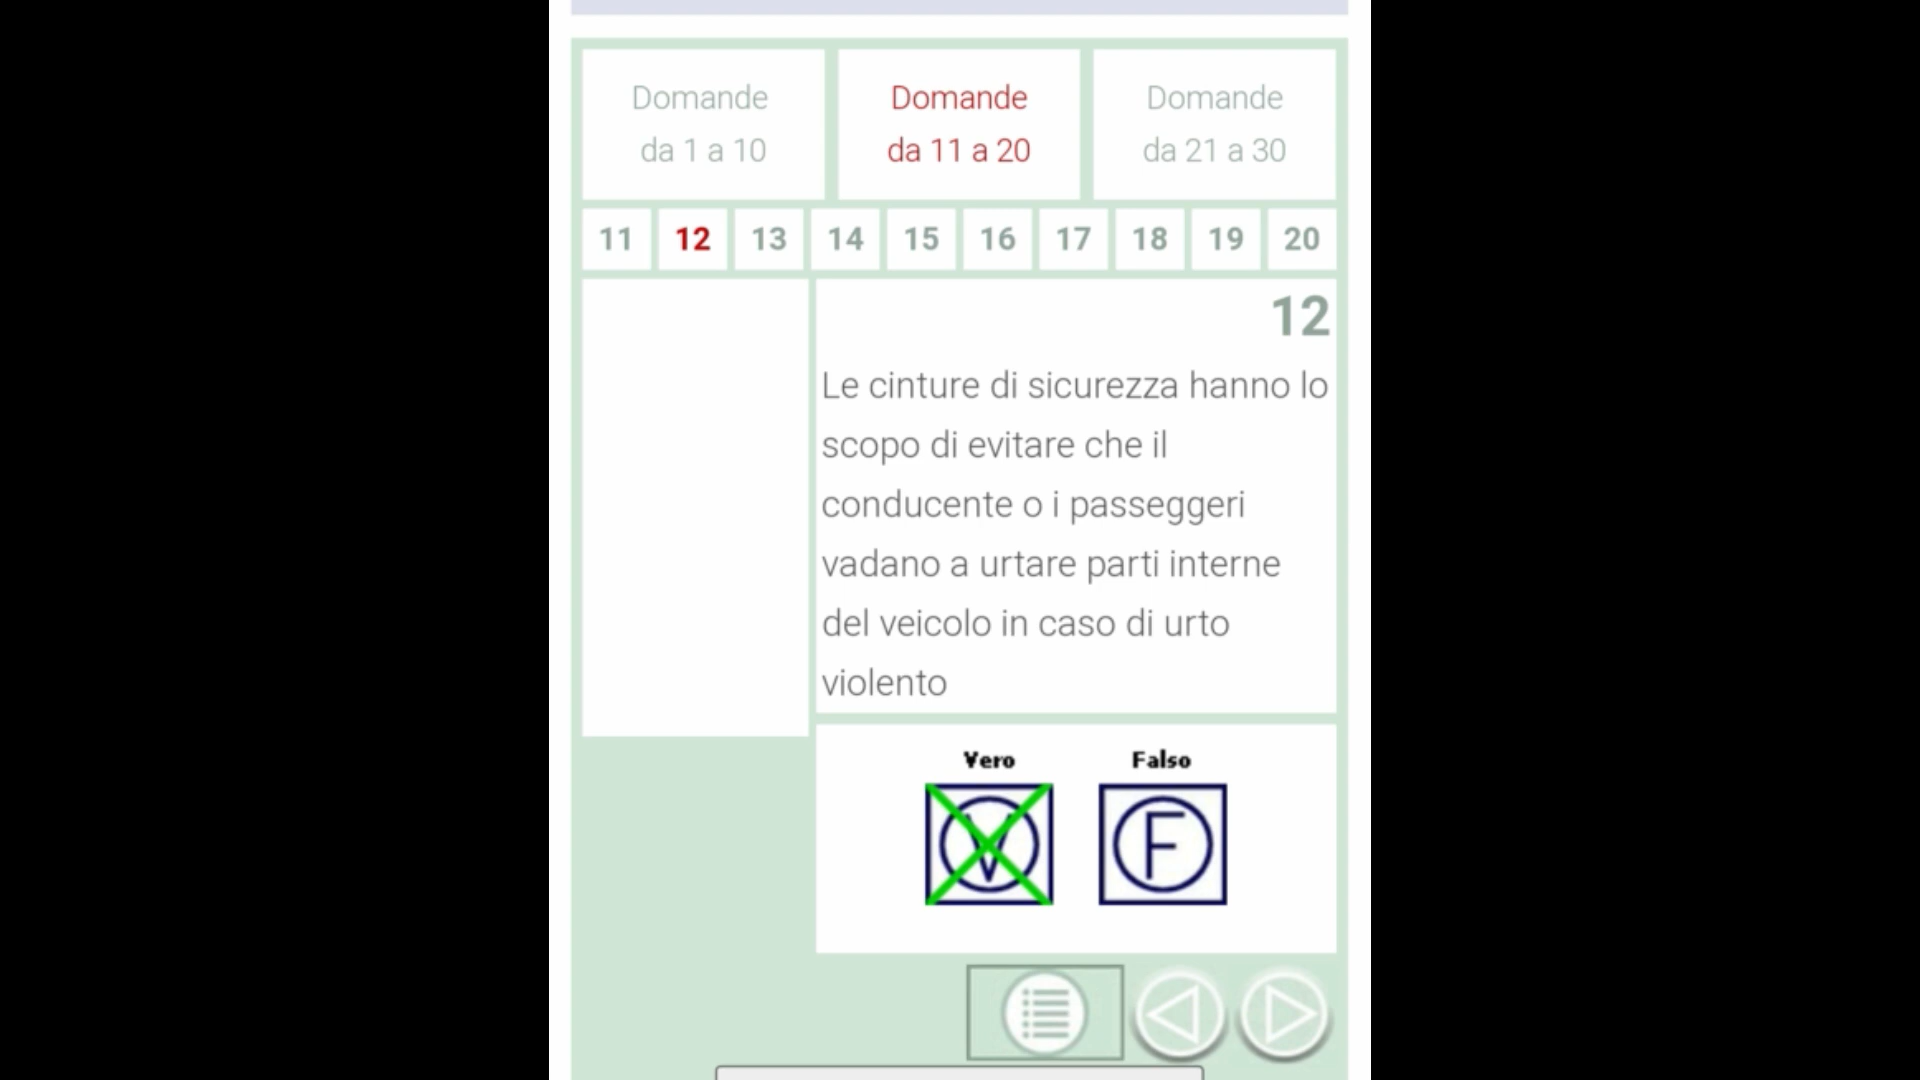 Domande
da 1 a 10
Domande
da 11 a 20
Domande
da 21 a 30
11 12 13 14 15 16 17 18 19 20
12
Le cinture di sicurezza hanno lo
scopo di evitare che il
conducente o i passeggeri
vadano a urtare parti interne
del veicolo in caso di urto
violento
Vero Falso
V F